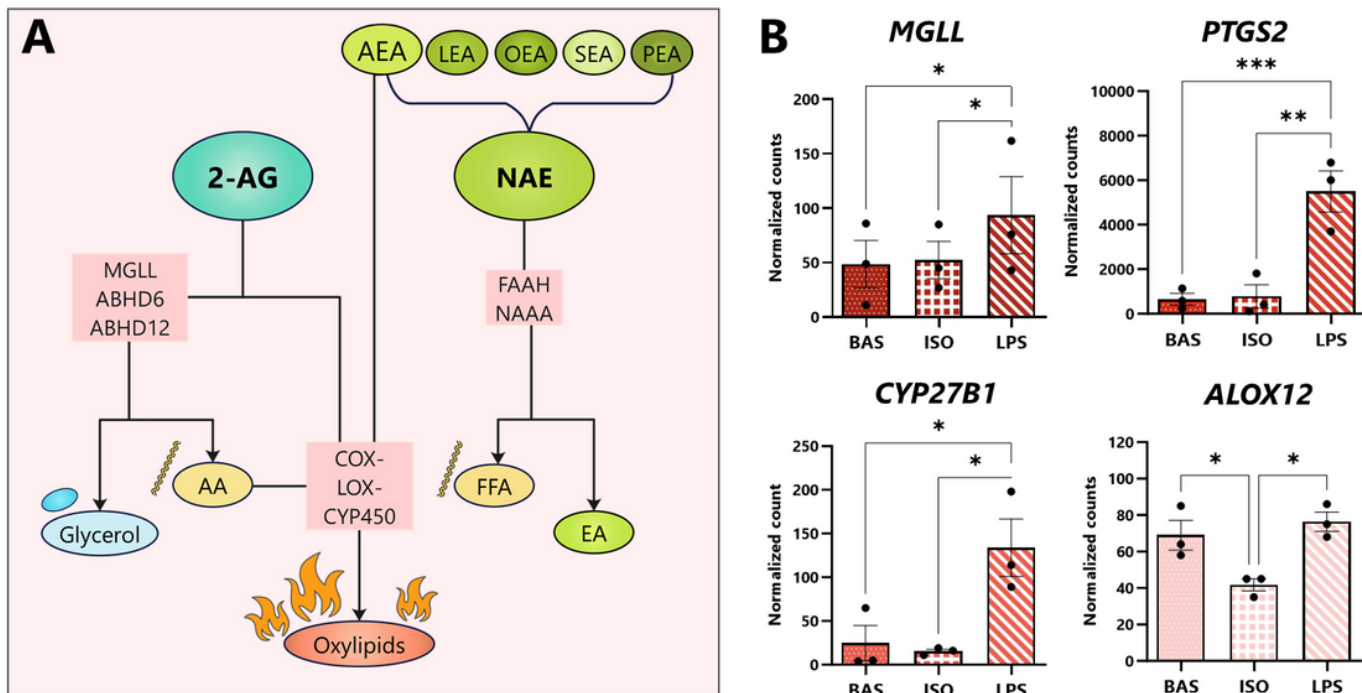 A
AEA
LEA
OEA
SEA
PEA
2-AG
NAE
MGLL
ABHD6
ABHD12
FAAH
NAAA
COX-
LOX-
CYP450
AA
FFA
Glycerol
EA
Oxylipids
B
MGLL
Normalized counts
200
150
100
50
0
*
*
BAS ISO LPS
PTGS2
Normalized counts
10000
8000
6000
4000
2000
0
***
**
BAS ISO LPS
CYP27B1
Normalized counts
250
200
150
100
50
0
*
*
BAS ISO LPS
ALOX12
Normalized count
120
100
80
60
40
20
0
* *
BAS ISO LPS